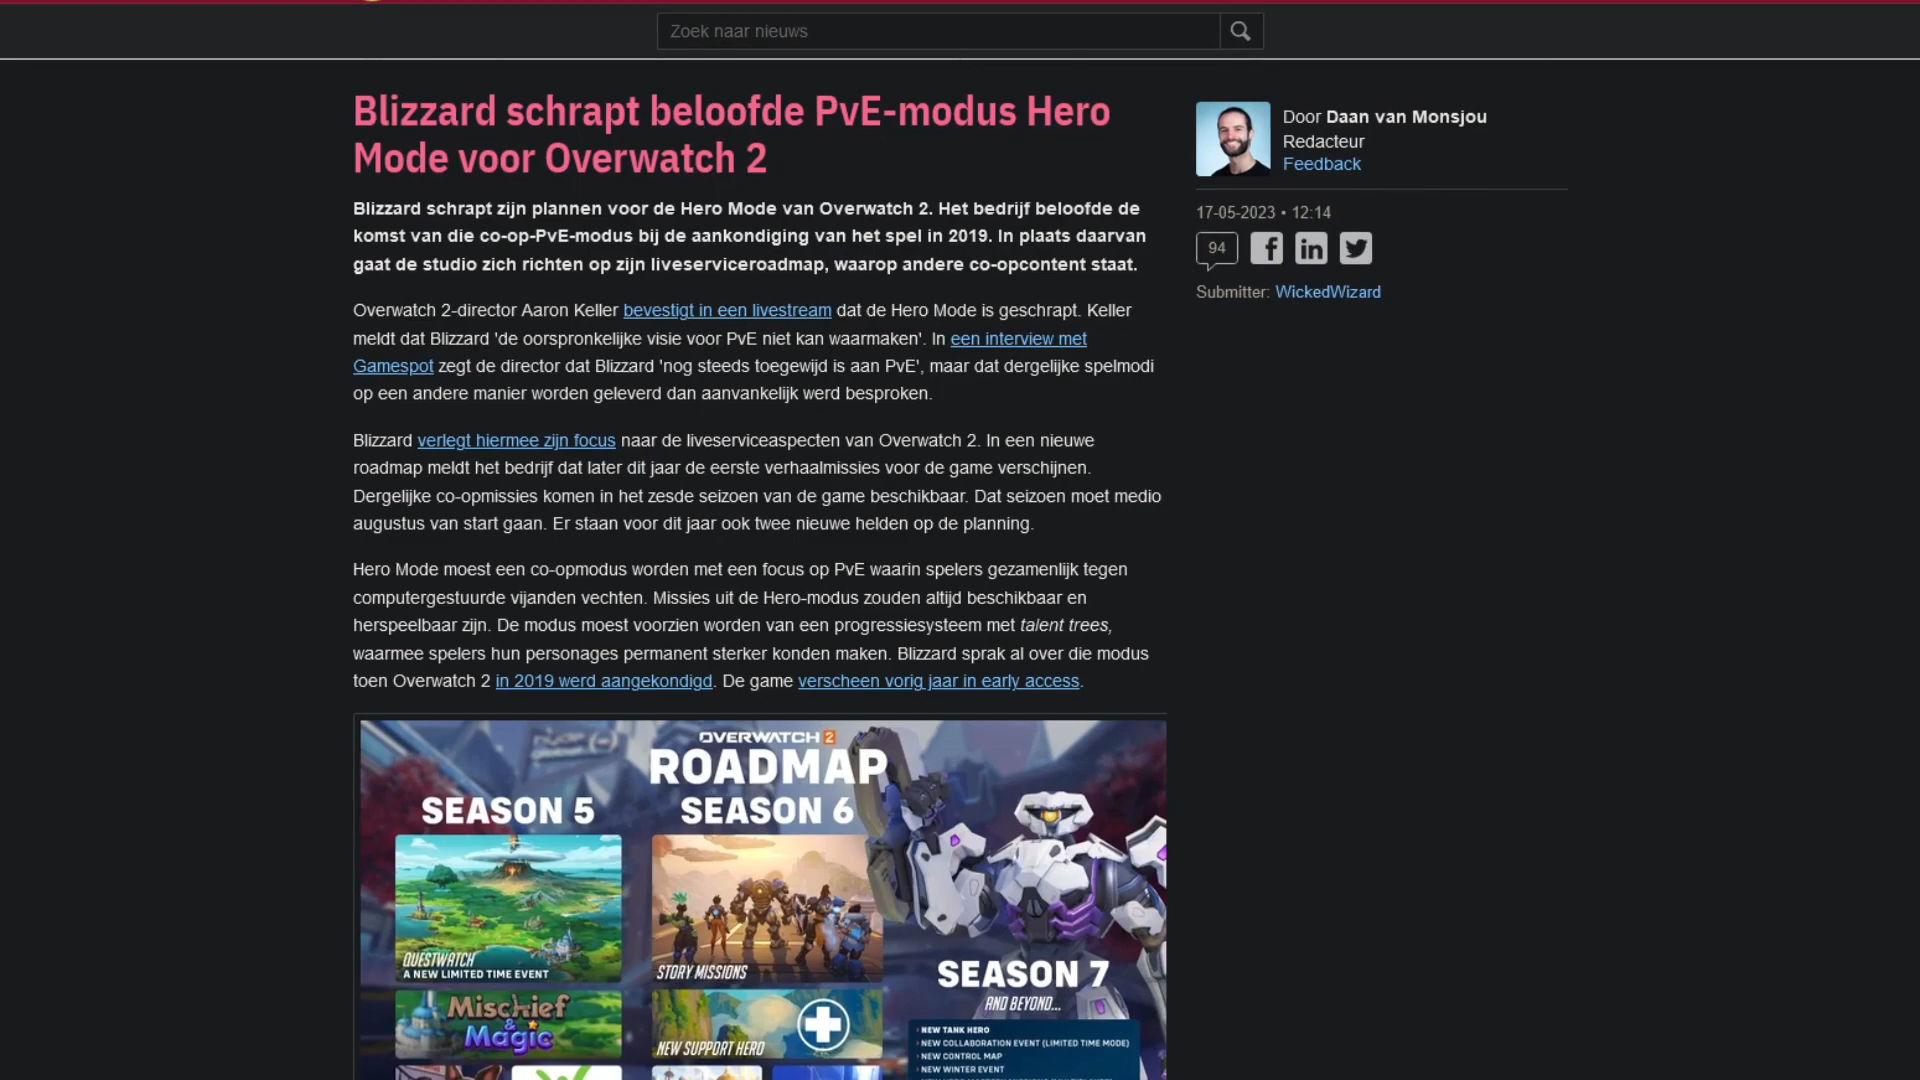 Zoek naar nieuws
Blizzard schrapt beloofde PvE-modus Hero
Mode voor Overwatch 2
Blizzard schrapt zijn plannen voor de Hero Mode van Overwatch 2. Het bedrijf beloofde de
komst van die co-op-PvE-modus bij de aankondiging van het spel in 2019. In plaats daarvan
gaat de studio zich richten op zijn liveserviceroadmap, waarop andere co-opcontent staat.
Overwatch 2-director Aaron Keller bevestigt in een livestream dat de Hero Mode is geschrapt. Keller
meldt dat Blizzard 'de oorspronkelijke visie voor PvE niet kan waarmaken'. In een interview met
Gamespot zegt de director dat Blizzard 'nog steeds toegewijd is aan PvE', maar dat dergelijke spelmodi
op een andere manier worden geleverd dan aanvankelijk werd besproken.
Blizzard verlegt hiermee zijn focus naar de liveserviceaspecten van Overwatch 2. In een nieuwe
roadmap meldt het bedrijf dat later dit jaar de eerste verhaalmissies voor de game verschijnen.
Dergelijke co-opmissies komen in het zesde seizoen van de game beschikbaar. Dat seizoen moet medio
augustus van start gaan. Er staan voor dit jaar ook twee nieuwe helden op de planning.
Hero Mode moest een co-opmodus worden met een focus op PvE waarin spelers gezamenlijk tegen
computergestuurde vijanden vechten. Missies uit de Hero-modus zouden altijd beschikbaar en
herspeelbaar zijn. De modus moest voorzien worden van een progressiesysteem met talent trees,
waarmee spelers hun personages permanent sterker konden maken. Blizzard sprak al over die modus
toen Overwatch 2 in 2019 werd aangekondigd. De game verscheen vorig jaar in early access.
Door Daan van Monsjou
Redacteur
Feedback
17-05-2023 • 12:14
94
Submitter: WickedWizard
OVERWATCH 2
ROADMAP
SEASON 5
QUESTWATCH
A NEW LIMITED TIME EVENT
Mischief
& Magic
SEASON 6
STORY MISSIONS
NEW SUPPORT HERO
SEASON 7
AND BEYOND...
NEW TANK HERO
NEW COLLABORATION EVENT (LIMITED TIME MODE)
NEW CONTROL MAP
NEW WINTER EVENT